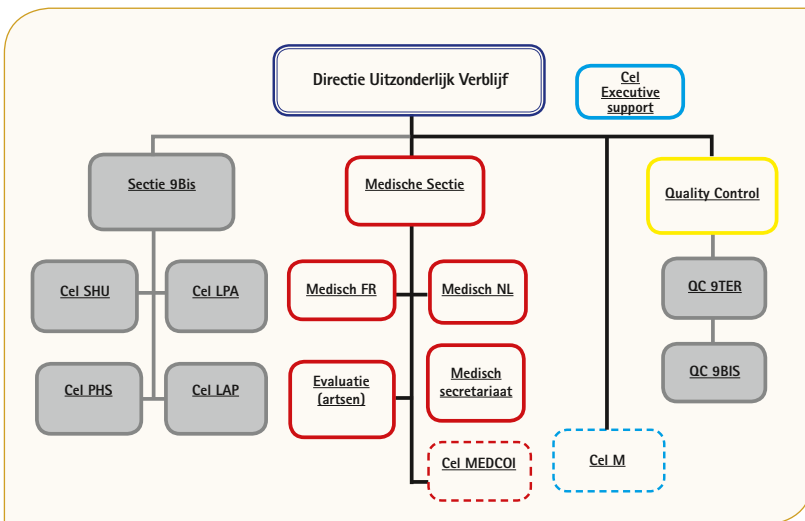 Directie Uitzonderlijk Verblijf
Cel
Executive
support
Sectie 9Bis
Medische Sectie
Quality Control
Cel SHU
Cel LPA
Medisch FR
Medisch NL
QC 9TER
Cel PHS
Cel LAP
Evaluatie
(artsen)
Medisch
secretariaat
QC 9BIS
Cel MEDCOI
Cel M